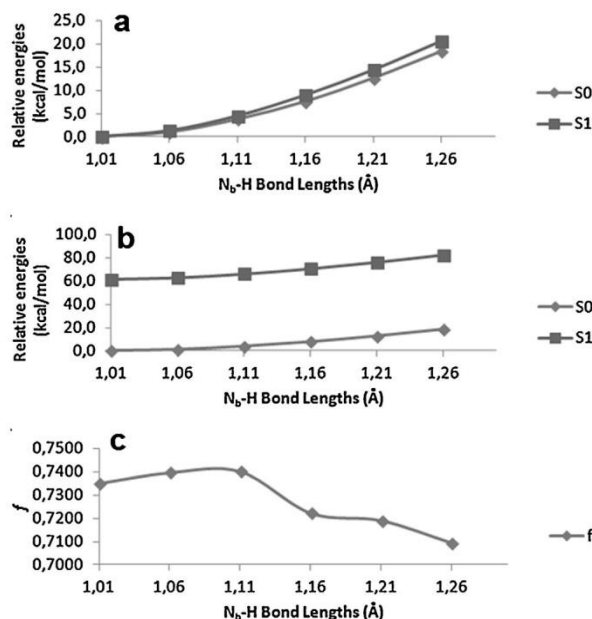 a
Relative energies
(kcal/mol)
25,0
20,0
15,0
10,0
5,0
0,0
1,01 1,06 1,11 1,16 1,21 1,26
Nb-H Bond Lengths (Å)
S0
S1
b
Relative energies
(kcal/mol)
100,0
80,0
60,0
40,0
20,0
0,0
1,01 1,06 1,11 1,16 1,21 1,26
Nb-H Bond Lengths (Å)
S0
S1
c
f
0,7500
0,7400
0,7300
0,7200
0,7100
0,7000
1,01 1,06 1,11 1,16 1,21 1,26
Nb-H Bond Lengths (Å)
f